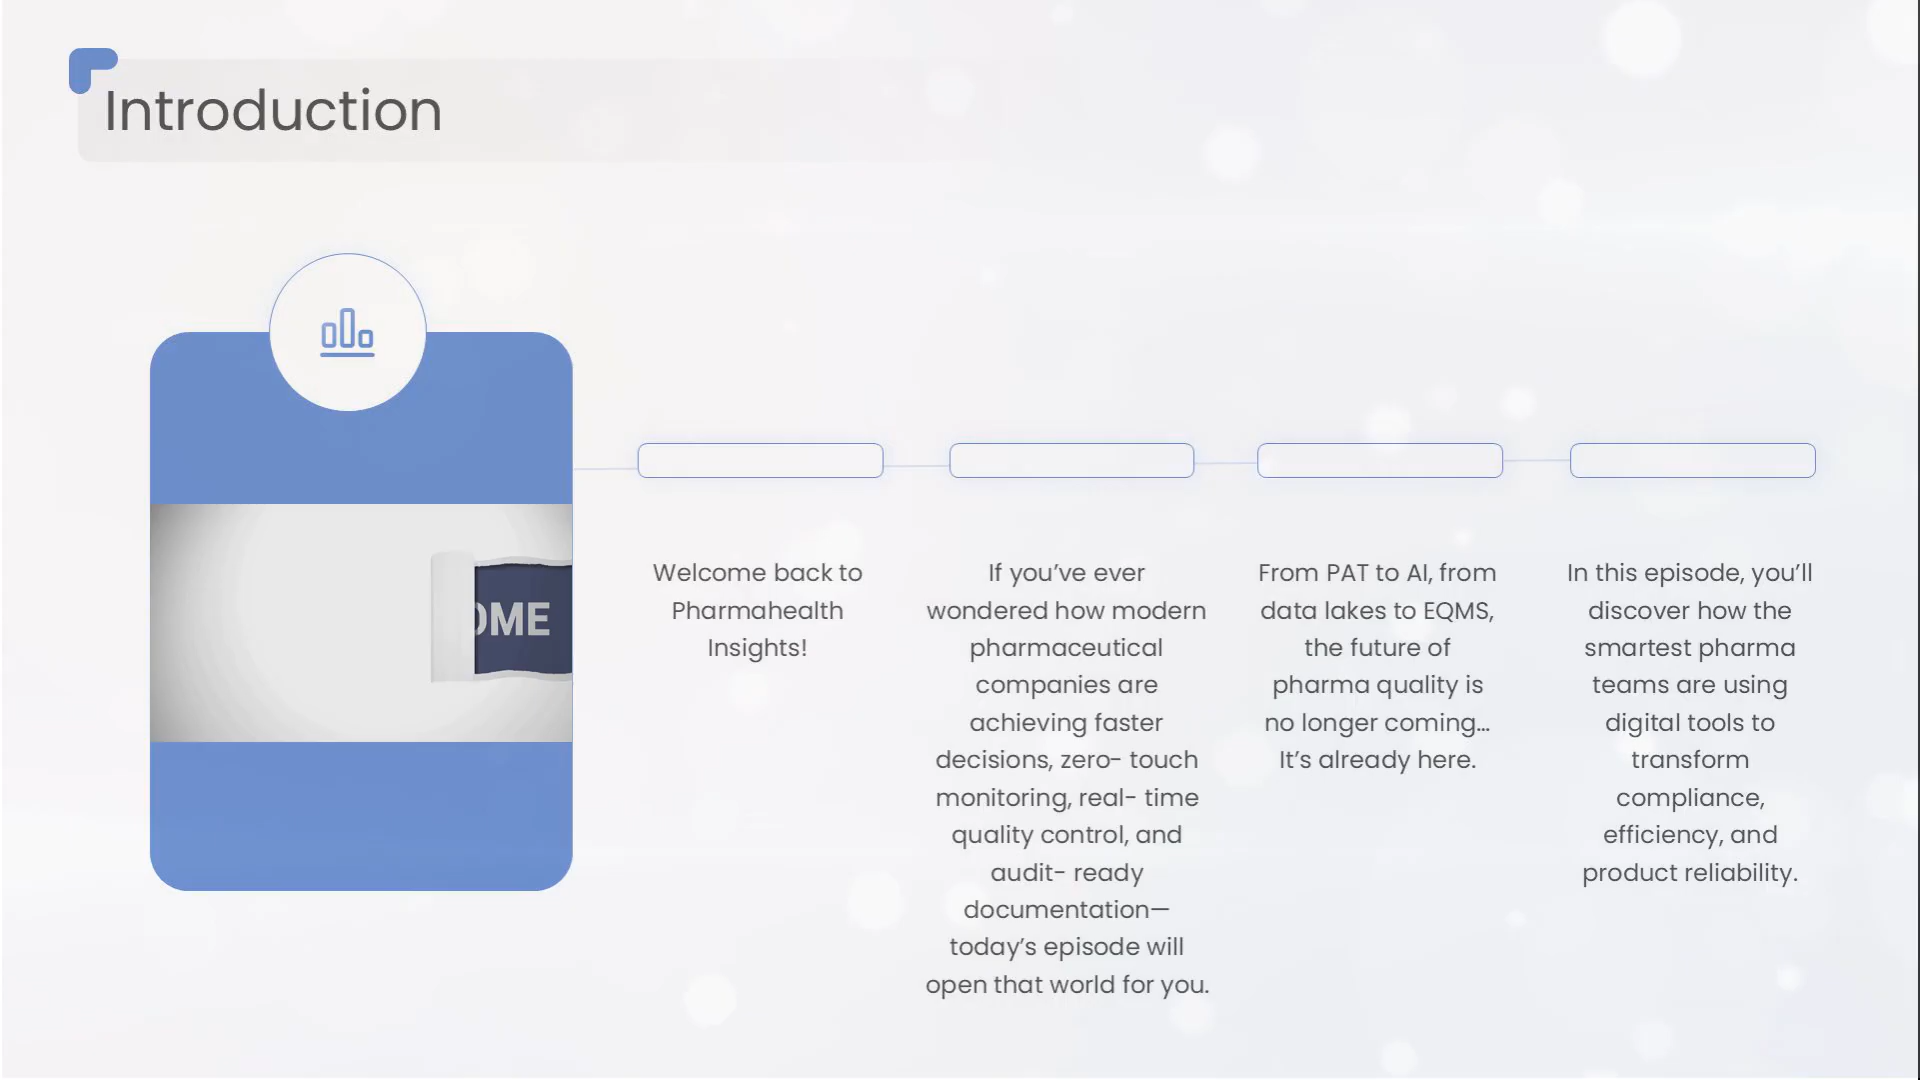 Introduction
OME
Welcome back to
Pharmahealth
Insights!
If you’ve ever
wondered how modern
pharmaceutical
companies are
achieving faster
decisions, zero- touch
monitoring, real- time
quality control, and
audit- ready
documentation—
today’s episode will
open that world for you.
From PAT to AI, from
data lakes to EQMS,
the future of
pharma quality is
no longer coming…
It’s already here.
In this episode, you’ll
discover how the
smartest pharma
teams are using
digital tools to
transform
compliance,
efficiency, and
product reliability.